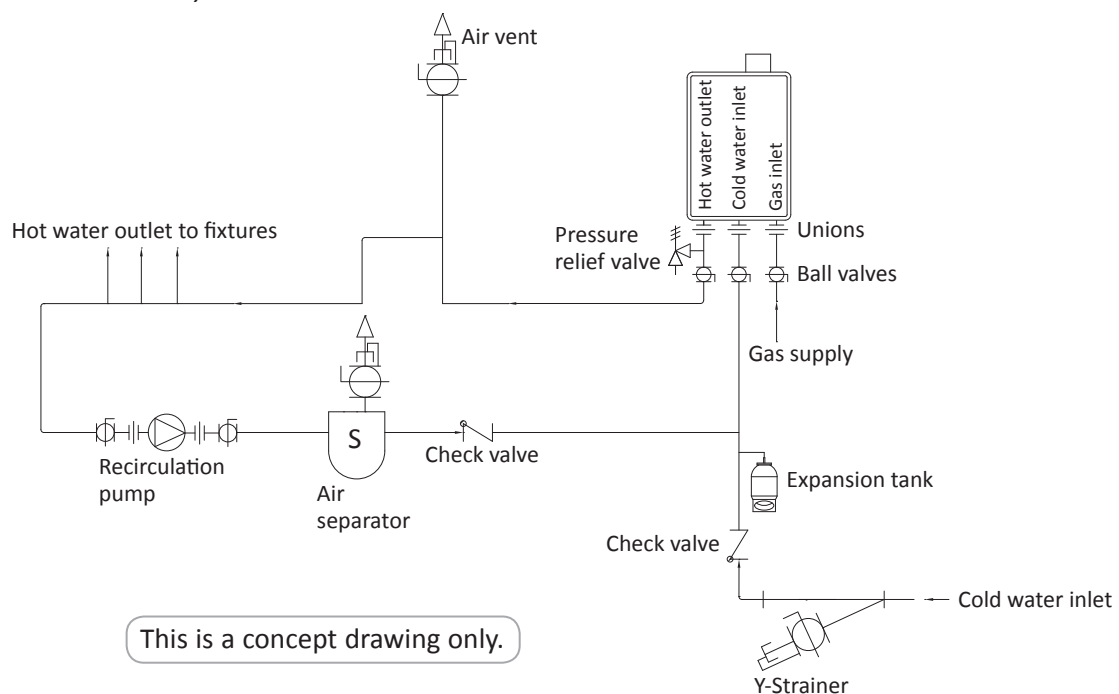 Air vent
Hot water outlet
Cold water inlet
Gas inlet
Hot water outlet to fixtures
Pressure
relief valve
Unions
Ball valves
Gas supply
S
Recirculation
pump
Air
separator
Check valve
Expansion tank
Check valve
Cold water inlet
This is a concept drawing only.
Y-Strainer